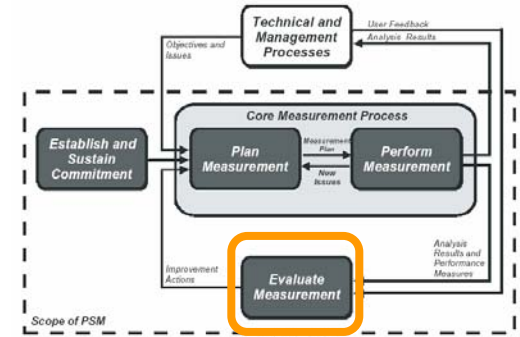 Technical and
Management
Processes
User Feedback
Analysis Results
Objectives and
Issues
Core Measurement Process
Establish and
Sustain
Commitment
Plan
Measurement
Measurement
Plan
New
Issues
Perform
Measurement
Improvement
Actions
Evaluate
Measurement
Analysis
Results and
Performance
Measures
Scope of PSM